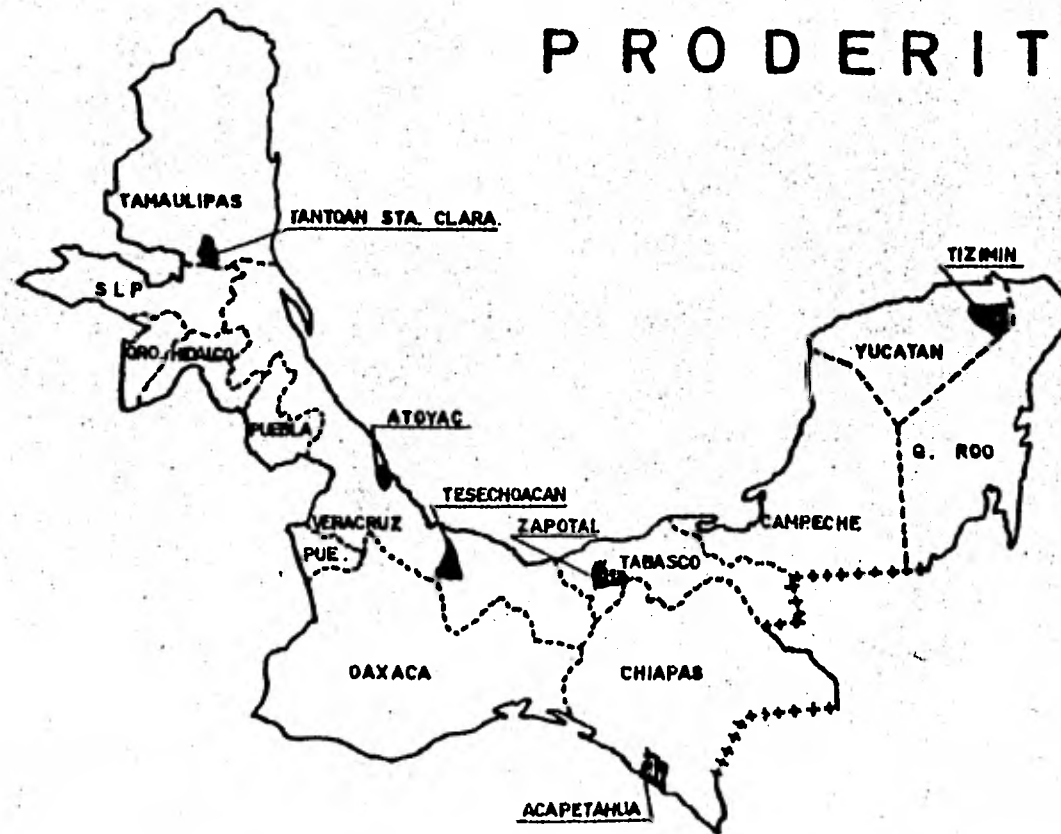 PRODERIT
TAMAULIPAS
TANTOAN STA. CLARA.
TIZIMIN
S L P
QRO. HIDALGO
YUCATAN
PUEBLA
ATOYAC
Q. ROO
TESECHOACAN
VERACRUZ
ZAPOTAL
CAMPECHE
PUE.
TABASCO
OAXACA
CHIAPAS
ACAPETAHUA